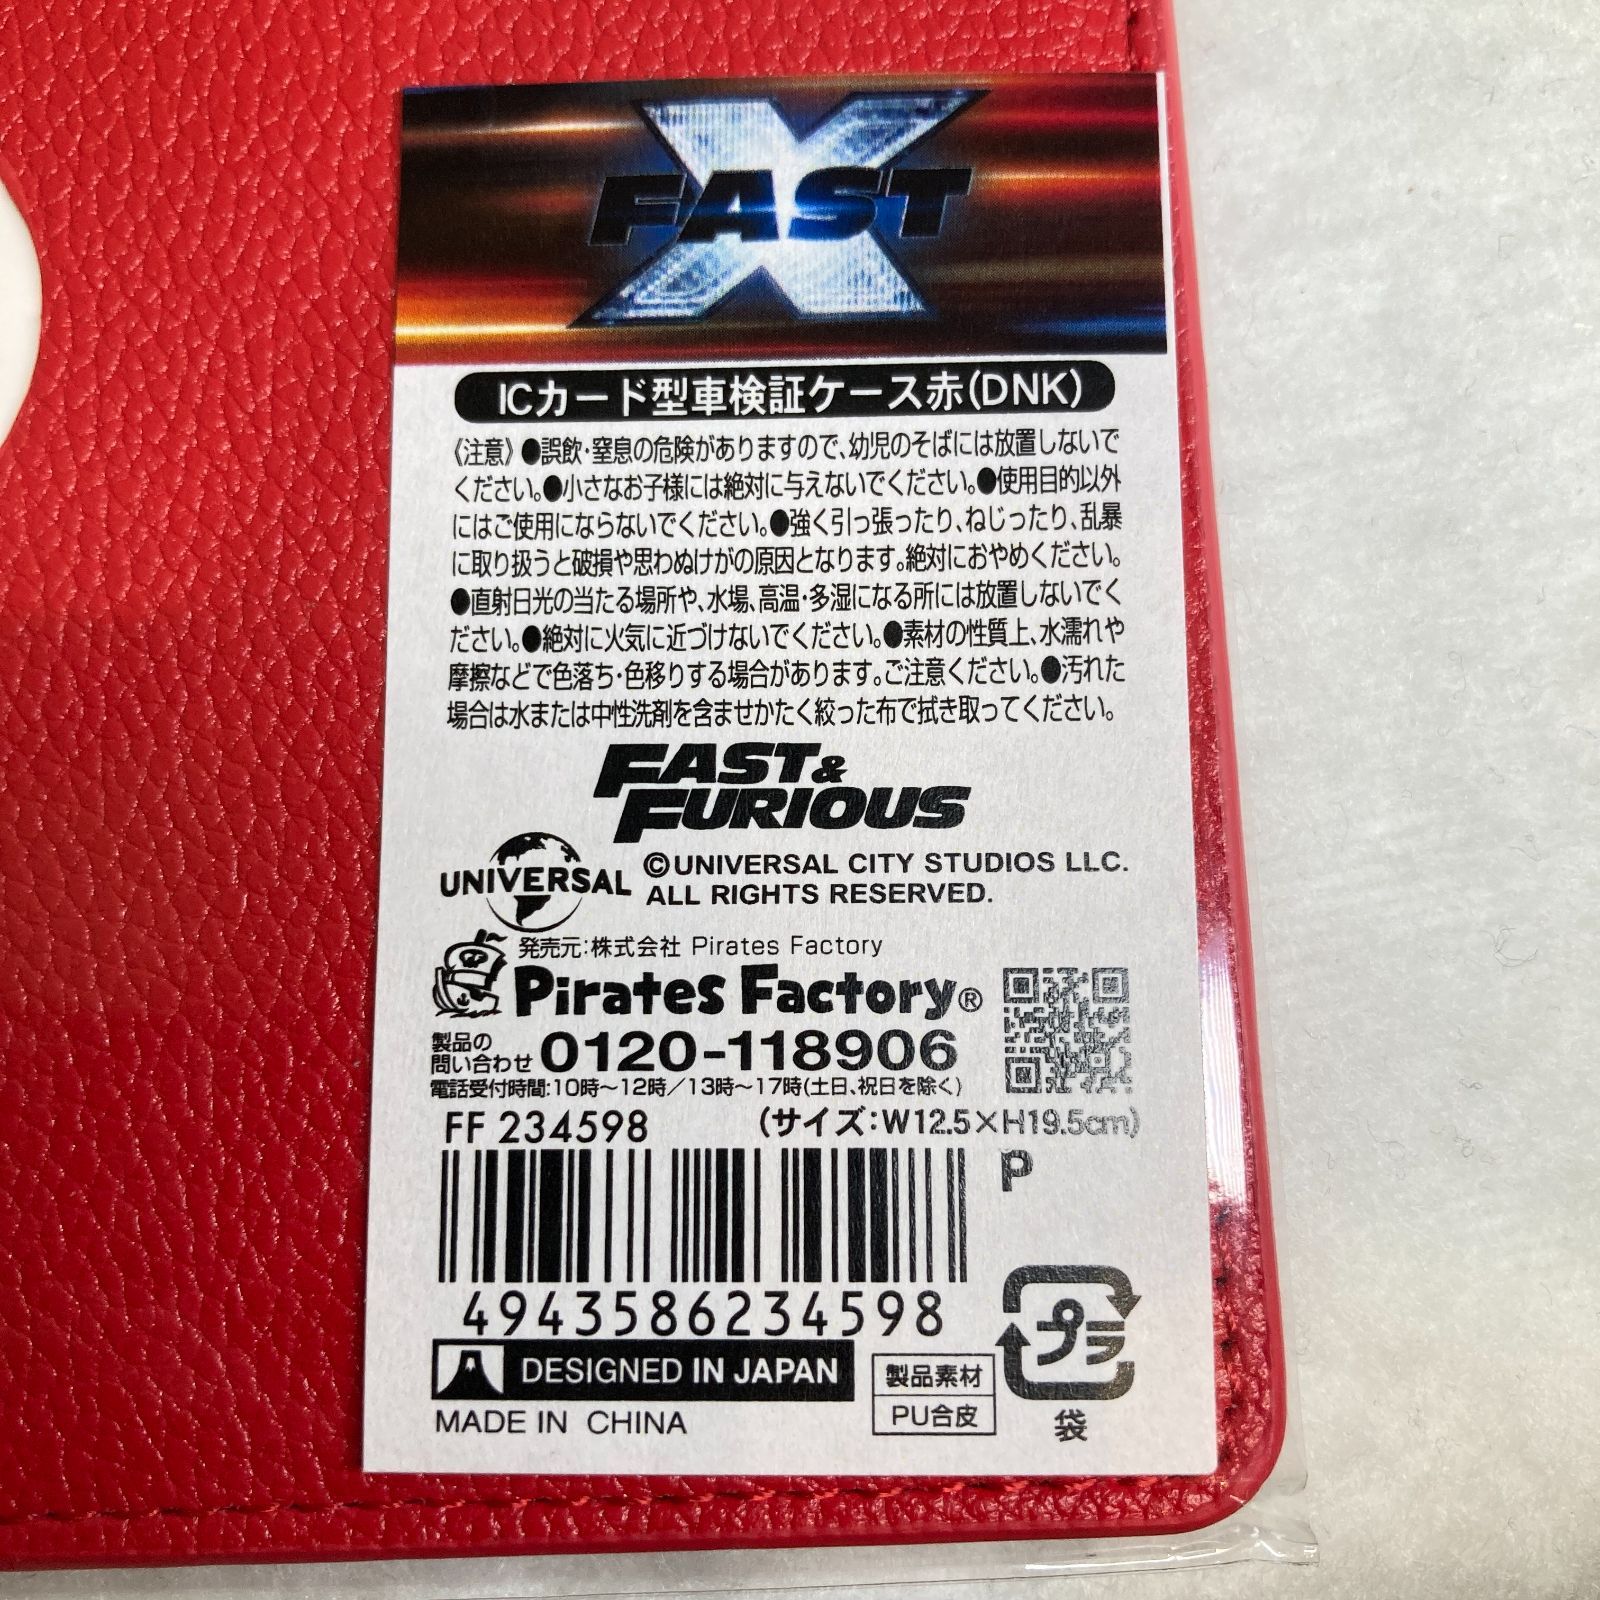 FAST X
ICカード型車検証ケース赤(DNK)
《注意》●誤飲・窒息の危険がありますので、幼児のそばには放置しないで
ください。●小さなお子様には絶対に与えないでください。●使用目的以外
にはご使用にならないでください。●強く引っ張ったり、ねじったり、乱暴
に取り扱うと破損や思わぬけがの原因となります。絶対におやめください。
●直射日光の当たる場所や、水場、高温・多湿になる所には放置しないでく
ださい。●絶対に火気に近づけないでください。●素材の性質上、水濡れや
摩擦などで色落ち・色移りする場合があります。ご注意ください。●汚れた
場合は水または中性洗剤を含ませかたく絞った布で拭き取ってください。
FAST &
FURIOUS
UNIVERSAL
©UNIVERSAL CITY STUDIOS LLC.
ALL RIGHTS RESERVED.
発売元:株式会社 Pirates Factory
Pirates Factory®
製品の
問い合わせ 0120-118906
電話受付時間:10時〜12時/13時〜17時(土日、祝日を除く)
FF 234598 (サイズ:W12.5×H19.5cm)
P
4943586234598
DESIGNED IN JAPAN
MADE IN CHINA
製品素材
PU合皮
プラ
袋